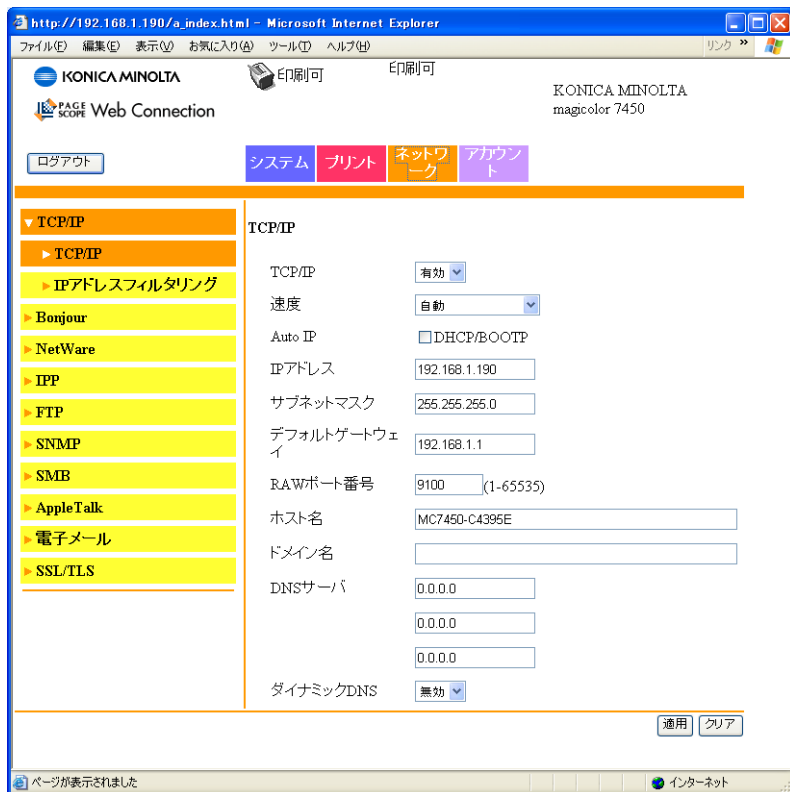 http://192.168.1.190/a_index.html - Microsoft Internet Explorer
ファイル(F) 編集(E) 表示(V) お気に入り(A) ツール(T) ヘルプ(H) リンク »
KONICA MINOLTA
印刷可 印刷可
KONICA MINOLTA
magicolor 7450
PAGE SCOPE Web Connection
ログアウト
システム
プリント
ネットワ
ーク
アカウン
ト
TCP/IP
TCP/IP
IPアドレスフィルタリング
Bonjour
NetWare
IPP
FTP
SNMP
SMB
AppleTalk
電子メール
SSL/TLS
TCP/IP
TCP/IP 有効
速度 自動
Auto IP DHCP/BOOTP
IPアドレス 192.168.1.190
サブネットマスク 255.255.255.0
デフォルトゲートウェ
イ 192.168.1.1
RAWポート番号 9100 (1-65535)
ホスト名 MC7450-C4395E
ドメイン名
DNSサーバ 0.0.0.0
0.0.0.0
0.0.0.0
ダイナミックDNS 無効
適用 クリア
ページが表示されました インターネット